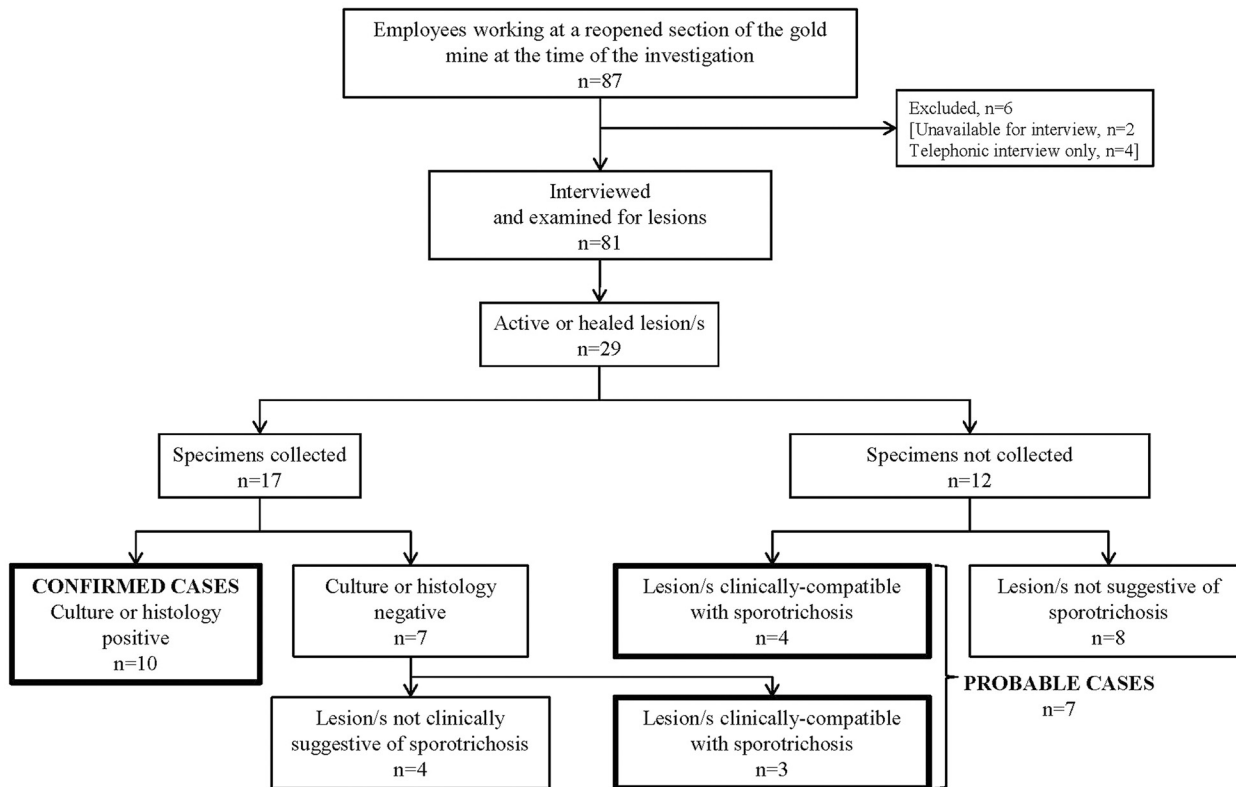 Employees working at a reopened section of the gold
mine at the time of the investigation
n=87
Excluded, n=6
[Unavailable for interview, n=2
Telephonic interview only, n=4]
Interviewed
and examined for lesions
n=81
Active or healed lesion/s
n=29
Specimens collected
n=17
Specimens not collected
n=12
CONFIRMED CASES
Culture or histology
positive
n=10
Culture or histology
negative
n=7
Lesion/s clinically-compatible
with sporotrichosis
n=4
Lesion/s not suggestive of
sporotrichosis
n=8
PROBABLE CASES
n=7
Lesion/s not clinically
suggestive of sporotrichosis
n=4
Lesion/s clinically-compatible
with sporotrichosis
n=3